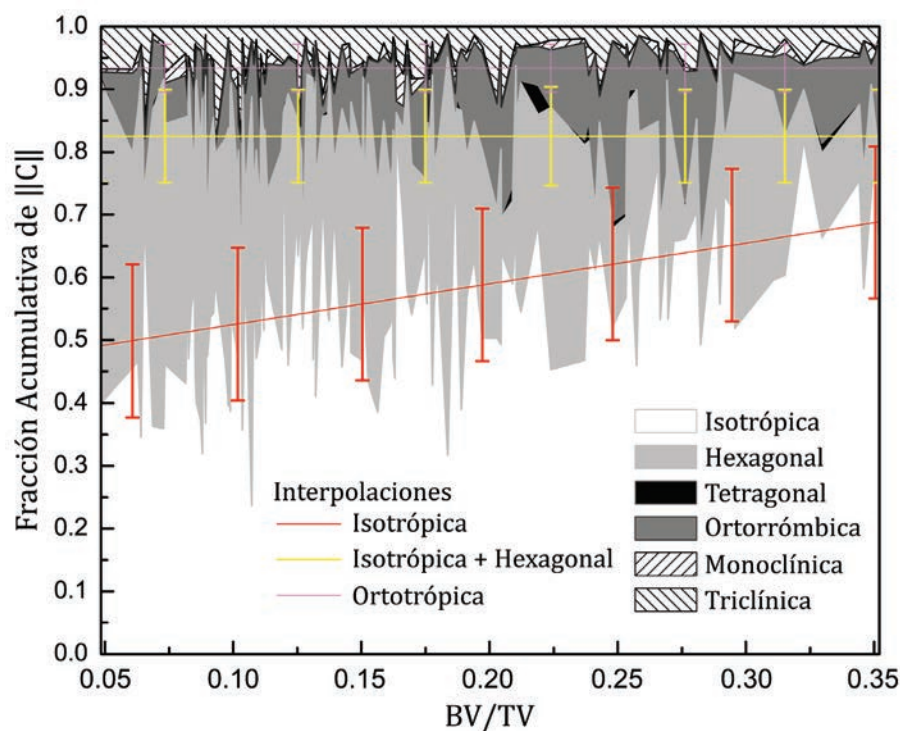 Fracción Acumulativa de ||C||
1.0
0.9
0.8
0.7
0.6
0.5
0.4
0.3
0.2
0.1
0.0
Interpolaciones
Isotrópica
Isotrópica + Hexagonal
Ortotrópica
Isotrópica
Hexagonal
Tetragonal
Ortorrómbica
Monoclínica
Triclínica
0.05 0.10 0.15 0.20 0.25 0.30 0.35
BV/TV